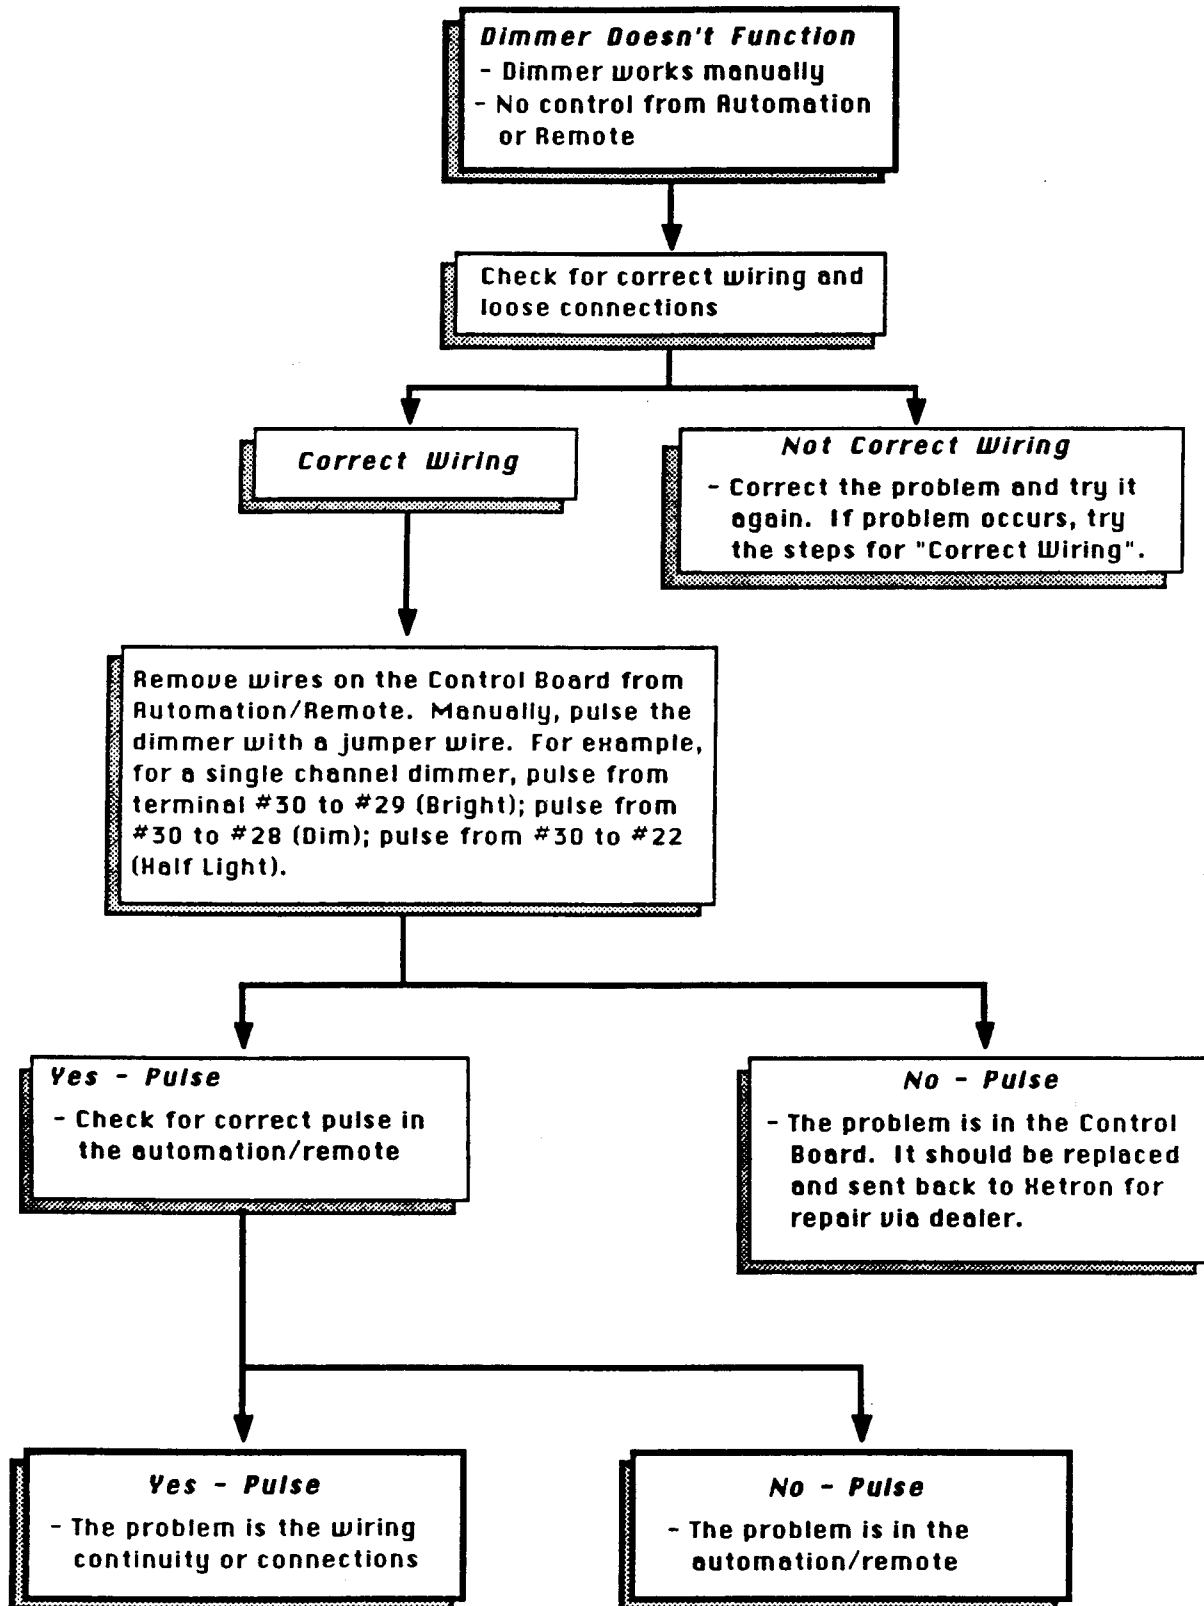 Dimmer Doesn't Function
- Dimmer works manually
- No control from Automation
or Remote
Check for correct wiring and
loose connections
Correct Wiring
Not Correct Wiring
- Correct the problem and try it
again. If problem occurs, try
the steps for "Correct Wiring".
Remove wires on the Control Board from
Automation/Remote. Manually, pulse the
dimmer with a jumper wire. For example,
for a single channel dimmer, pulse from
terminal #30 to #29 (Bright); pulse from
#30 to #28 (Dim); pulse from #30 to #22
(Half Light).
Yes - Pulse
- Check for correct pulse in
the automation/remote
No - Pulse
- The problem is in the Control
Board. It should be replaced
and sent back to Xetron for
repair via dealer.
Yes - Pulse
- The problem is the wiring
continuity or connections
No - Pulse
- The problem is in the
automation/remote